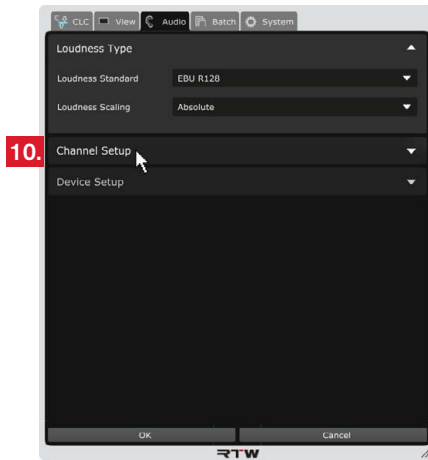 CLC View Audio Batch System
Loudness Type
Loudness Standard EBU R128
Loudness Scaling Absolute
10. Channel Setup
Device Setup
OK Cancel
RTW